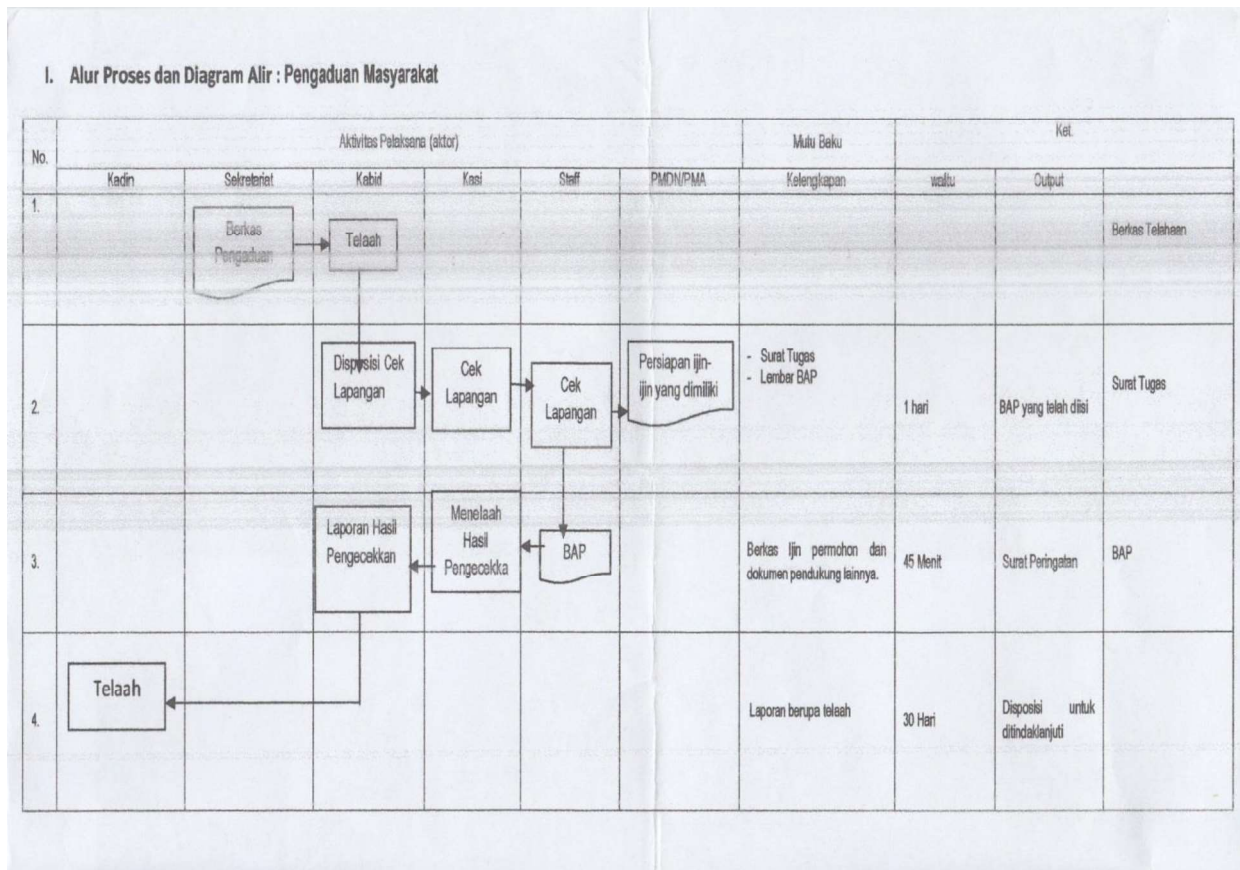 I. Alur Proses dan Diagram Alir : Pengaduan Masyarakat
No.
Aktivitas Pelaksana (aktor)
Mutu Baku
Ket.
Kadin
Sekretariat
Kabid
Kasi
Staff
PMDN/PMA
Kelengkapan
waltu
Output
1.
Berkas
Pengaduan
Telaah
Berkas Telahaan
2.
Disposisi Cek
Lapangan
Cek
Lapangan
Cek
Lapangan
Persiapan ijin-
ijin yang dimiliki
- Surat Tugas
- Lembar BAP
1 hari
BAP yang telah diisi
Surat Tugas
3.
Laporan Hasil
Pengecekkan
Menelaah
Hasil
Pengecekka
BAP
Berkas Ijin permohon dan
dokumen pendukung lainnya.
45 Menit
Surat Peringatan
BAP
4.
Telaah
Laporan berupa telaah
30 Hari
Disposisi untuk
ditindaklanjuti